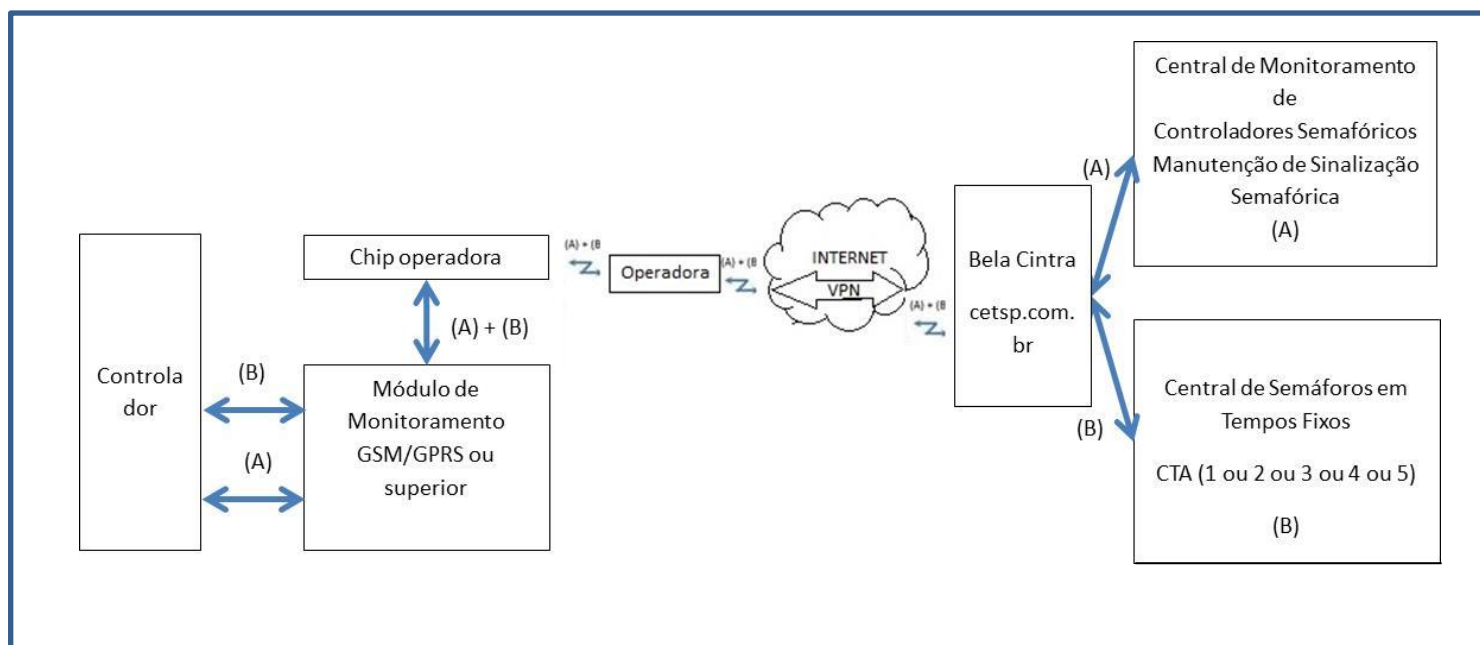 Central de Monitoramento
de
Controladores Semafóricos
Manutenção de Sinalização
Semafórica
(A)
(A)
Chip operadora
(A) + (B
Operadora
(A) + (B
INTERNET
VPN
(A) + (B
Bela Cintra
cetsp.com.
br
(A) + (B)
Controla
dor
(B)
(A)
Módulo de
Monitoramento
GSM/GPRS ou
superior
(B)
Central de Semáforos em
Tempos Fixos
CTA (1 ou 2 ou 3 ou 4 ou 5)
(B)